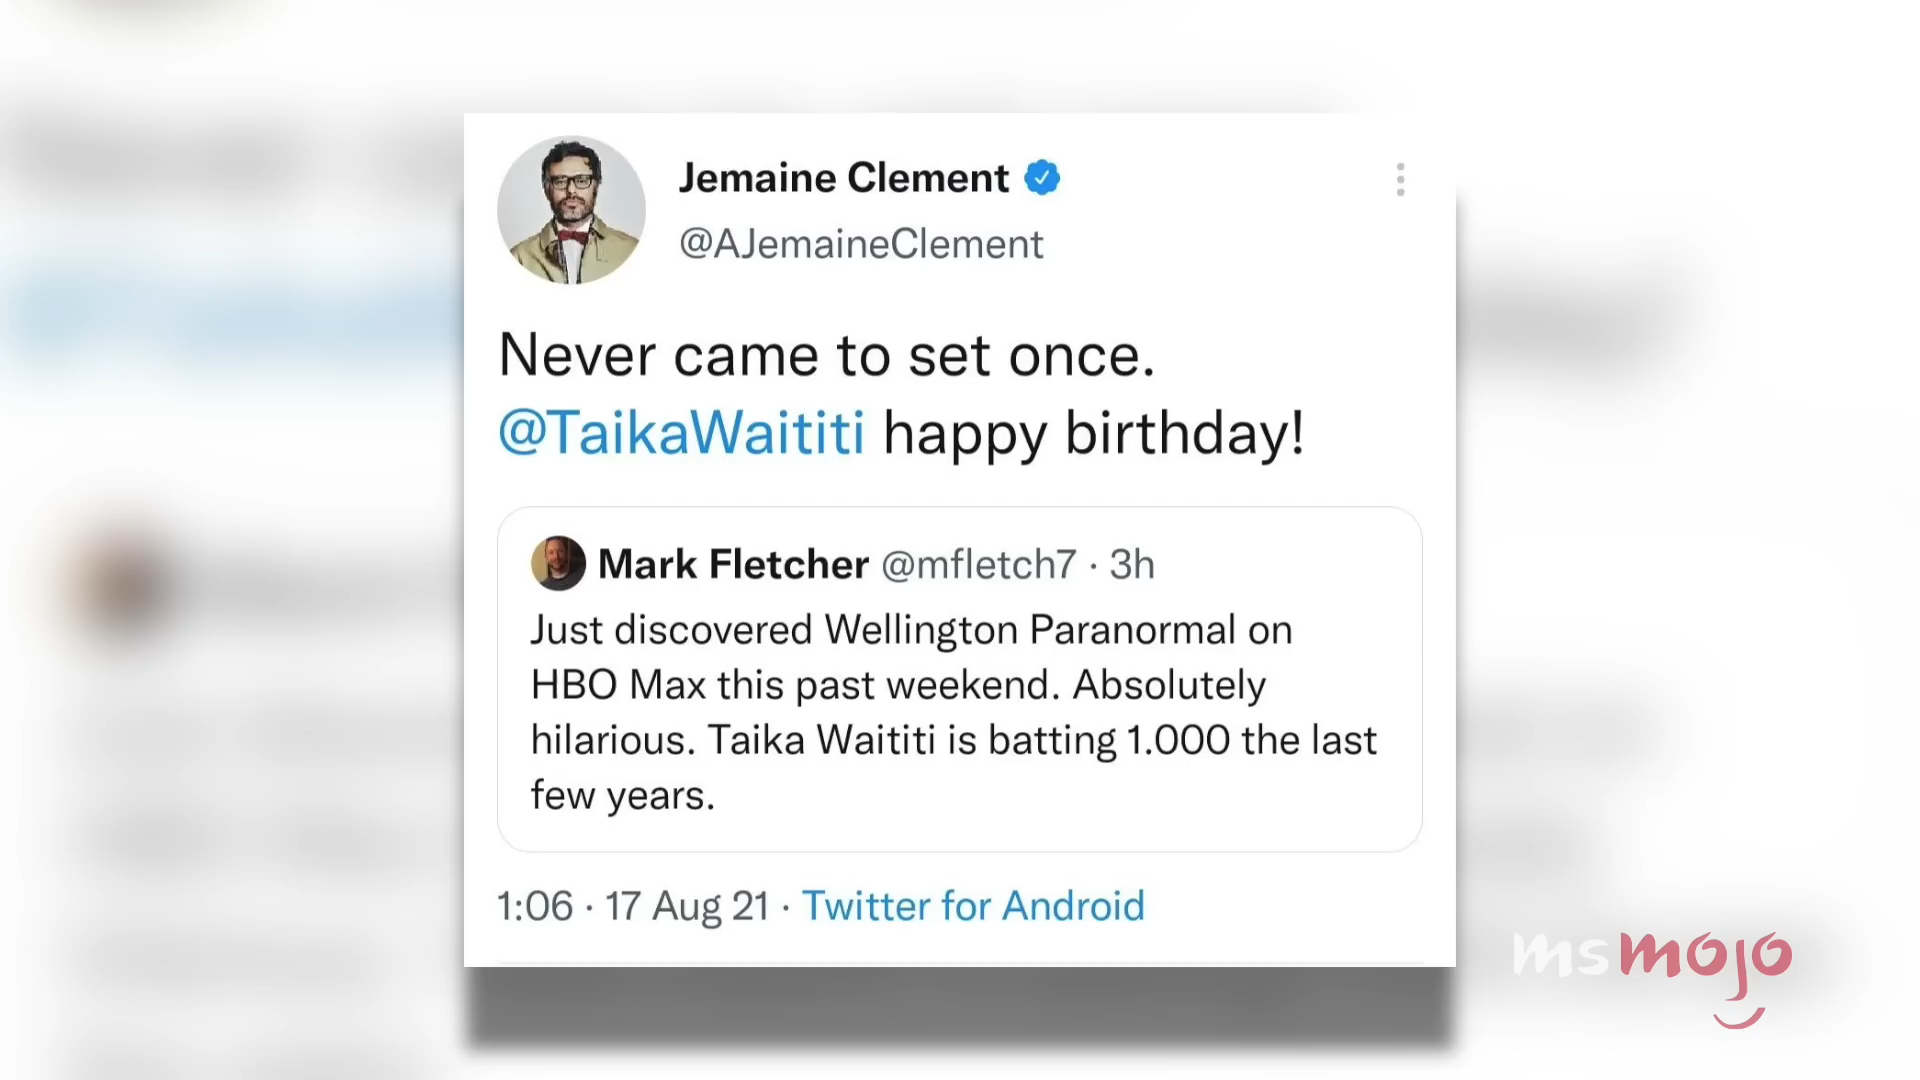 Jemaine Clement
@AJemaineClement
Never came to set once.
@TaikaWaititi happy birthday!
Mark Fletcher @mfletch7 · 3h
Just discovered Wellington Paranormal on
HBO Max this past weekend. Absolutely
hilarious. Taika Waititi is batting 1.000 the last
few years.
1:06 · 17 Aug 21 · Twitter for Android
msmojo